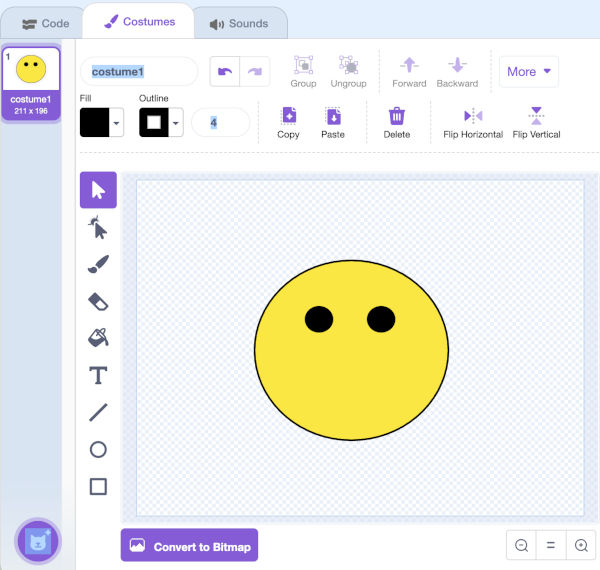 Code
Costumes
Sounds
1
costume1
211 x 196
costume1
Group
Ungroup
Forward
Backward
More
Fill
Outline
4
Copy
Paste
Delete
Flip Horizontal
Flip Vertical
T
Convert to Bitmap